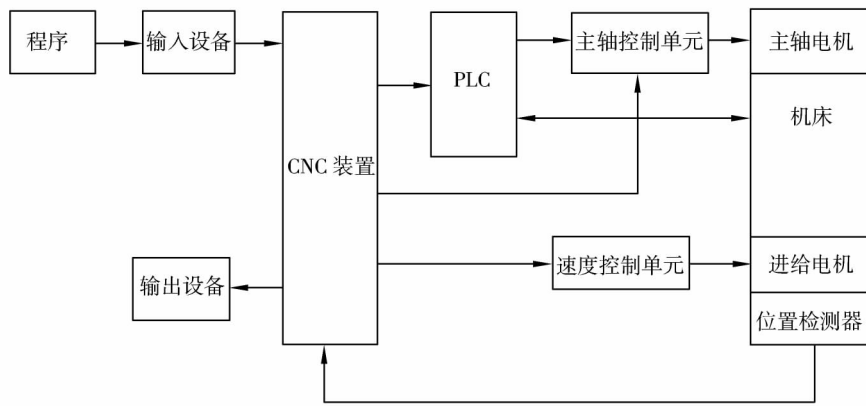 程序
输入设备
CNC 装置
PLC
主轴控制单元
主轴电机
机床
输出设备
速度控制单元
进给电机
位置检测器